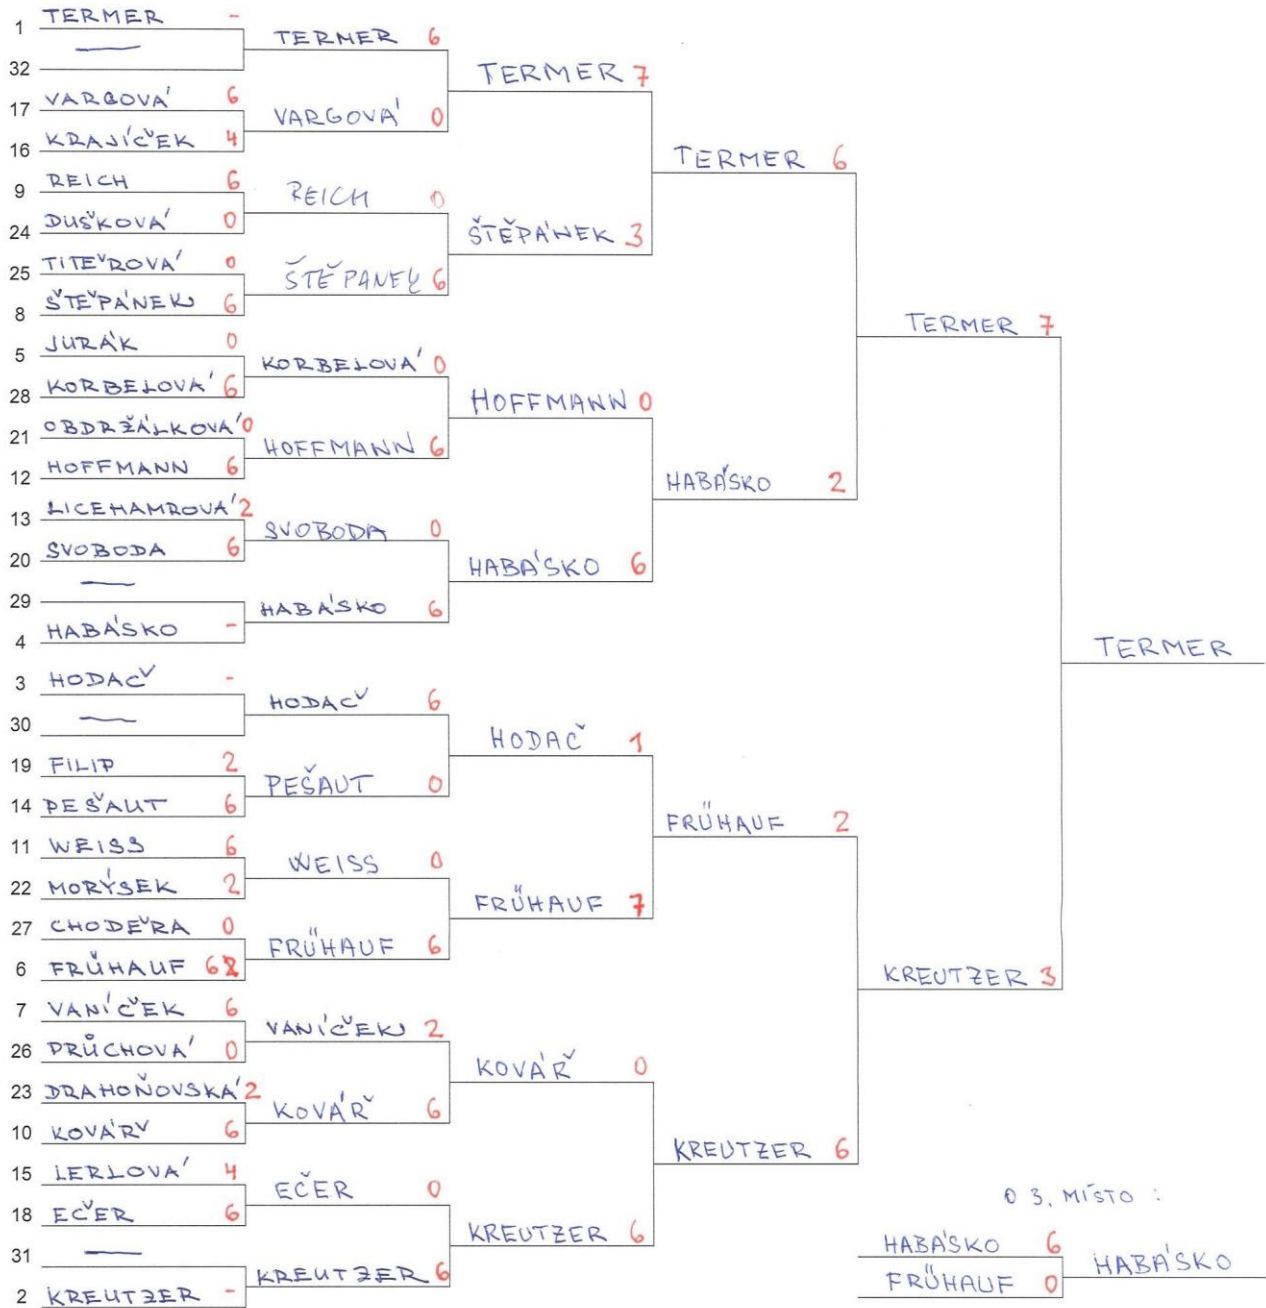 1 TERMER -
—
32
17 VARGOVÁ 6
16 KRAJÍČEK 4
9 REICH 6
24 DUŠKOVÁ 0
25 TITĚROVÁ 0
8 ŠTĚPÁNEK 6
5 JURÁK 0
28 KORBELOVÁ 6
21 OBDRŽÁLKOVÁ 0
12 HOFFMANN 6
13 LICEHAMROVÁ 2
20 SVOBODA 6
—
29
4 HABÁSKO -
3 HODAČ -
30 —
19 FILIP 2
14 PEŠAUT 6
11 WEISS 6
22 MORÝSEK 2
27 CHODĚRA 0
6 FRÜHAUF 6
7 VANÍČEK 6
26 PRŮCHOVÁ 0
23 DRAHOŇOVSKÁ 2
10 KOVÁŘ 6
15 LERLOVÁ 4
18 EČER 6
31 —
2 KREUTZER -
TERMER 6
VARGOVÁ 0
REICH 0
ŠTĚPANEK 6
KORBELOVÁ 0
HOFFMANN 6
SVOBODA 0
HABÁSKO 6
HODAČ 6
PEŠAUT 0
WEISS 0
FRÜHAUF 6
VANÍČEK 2
KOVÁŘ 6
EČER 0
KREUTZER 6
TERMER 7
ŠTĚPÁNEK 3
HOFFMANN 0
HABÁSKO 6
HODAČ 1
FRÜHAUF 7
KOVÁŘ 0
KREUTZER 6
TERMER 6
HABÁSKO 2
FRÜHAUF 2
KREUTZER 6
TERMER 7
KREUTZER 3
TERMER
O 3. MÍSTO :
HABÁSKO 6
FRÜHAUF 0
HABÁSKO